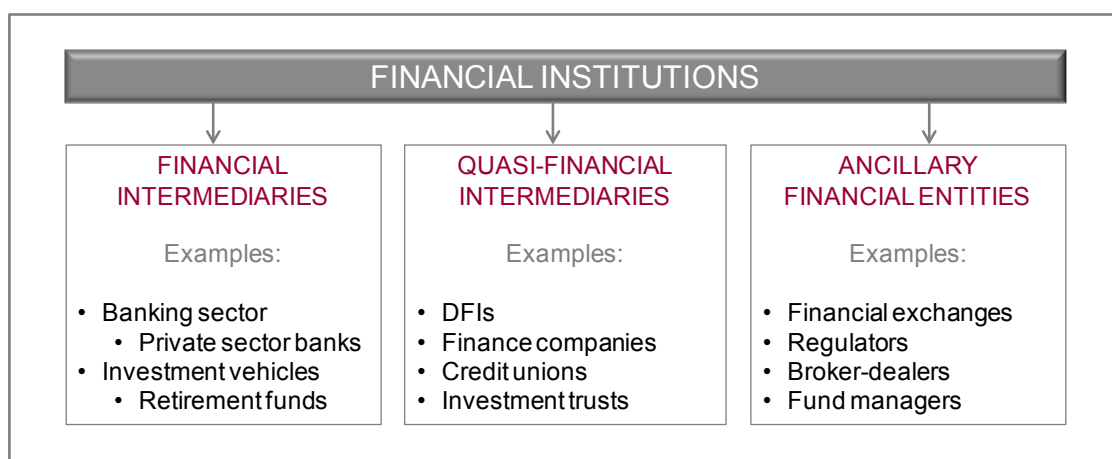 FINANCIAL INSTITUTIONS
FINANCIAL
INTERMEDIARIES
Examples:
• Banking sector
• Private sector banks
• Investment vehicles
• Retirement funds
QUASI-FINANCIAL
INTERMEDIARIES
Examples:
• DFIs
• Finance companies
• Credit unions
• Investment trusts
ANCILLARY
FINANCIAL ENTITIES
Examples:
• Financial exchanges
• Regulators
• Broker-dealers
• Fund managers